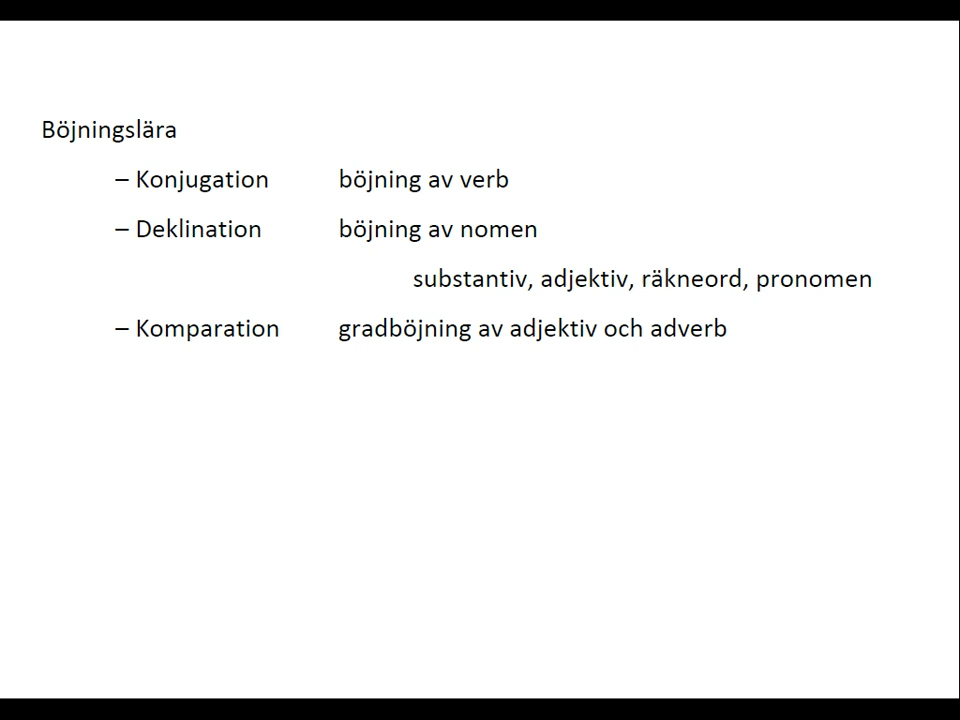 Böjningslära
– Konjugation böjning av verb
– Deklination böjning av nomen
substantiv, adjektiv, räkneord, pronomen
– Komparation gradböjning av adjektiv och adverb